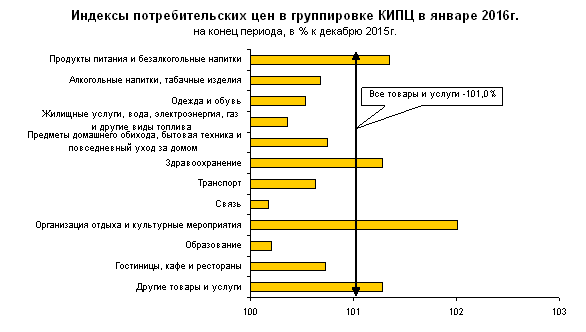 Индексы потребительских цен в группировке КИПЦ в январе 2016г.
на конец периода, в % к декабрю 2015г.
Продукты питания и безалкогольные напитки
Алкогольные напитки, табачные изделия
Одежда и обувь
Жилищные услуги, вода, электроэнергия, газ
и другие виды топлива
Предметы домашнего обихода, бытовая техника и
повседневный уход за домом
Здравоохранение
Транспорт
Связь
Организация отдыха и культурные мероприятия
Образование
Гостиницы, кафе и рестораны
Другие товары и услуги
Все товары и услуги -101,0%
100 101 102 103